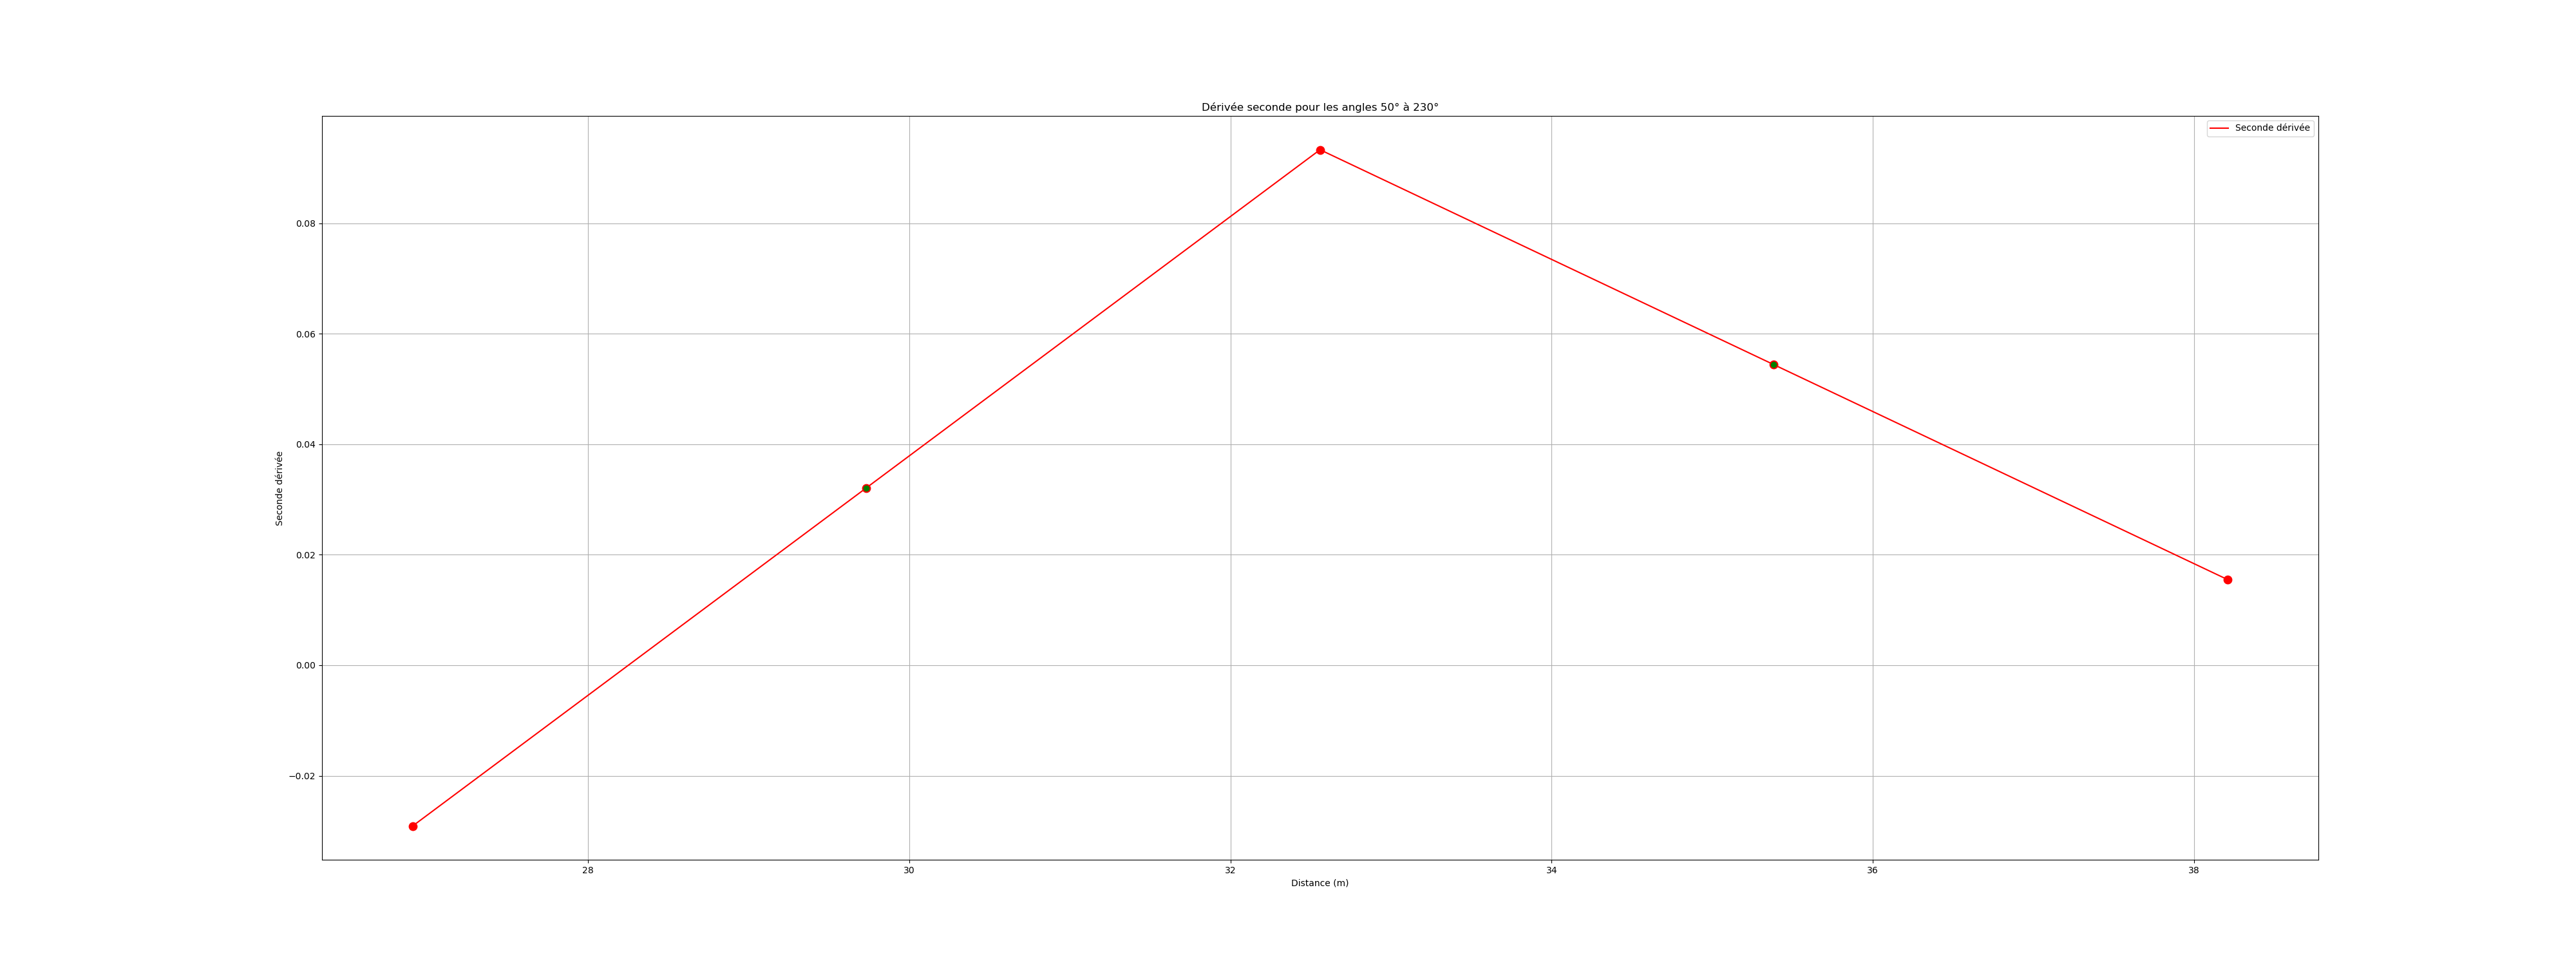 Dérivée seconde pour les angles 50° à 230°
Seconde dérivée
0.08
0.06
0.04
0.02
0.00
−0.02
Seconde dérivée
28 30 32 34 36 38
Distance (m)